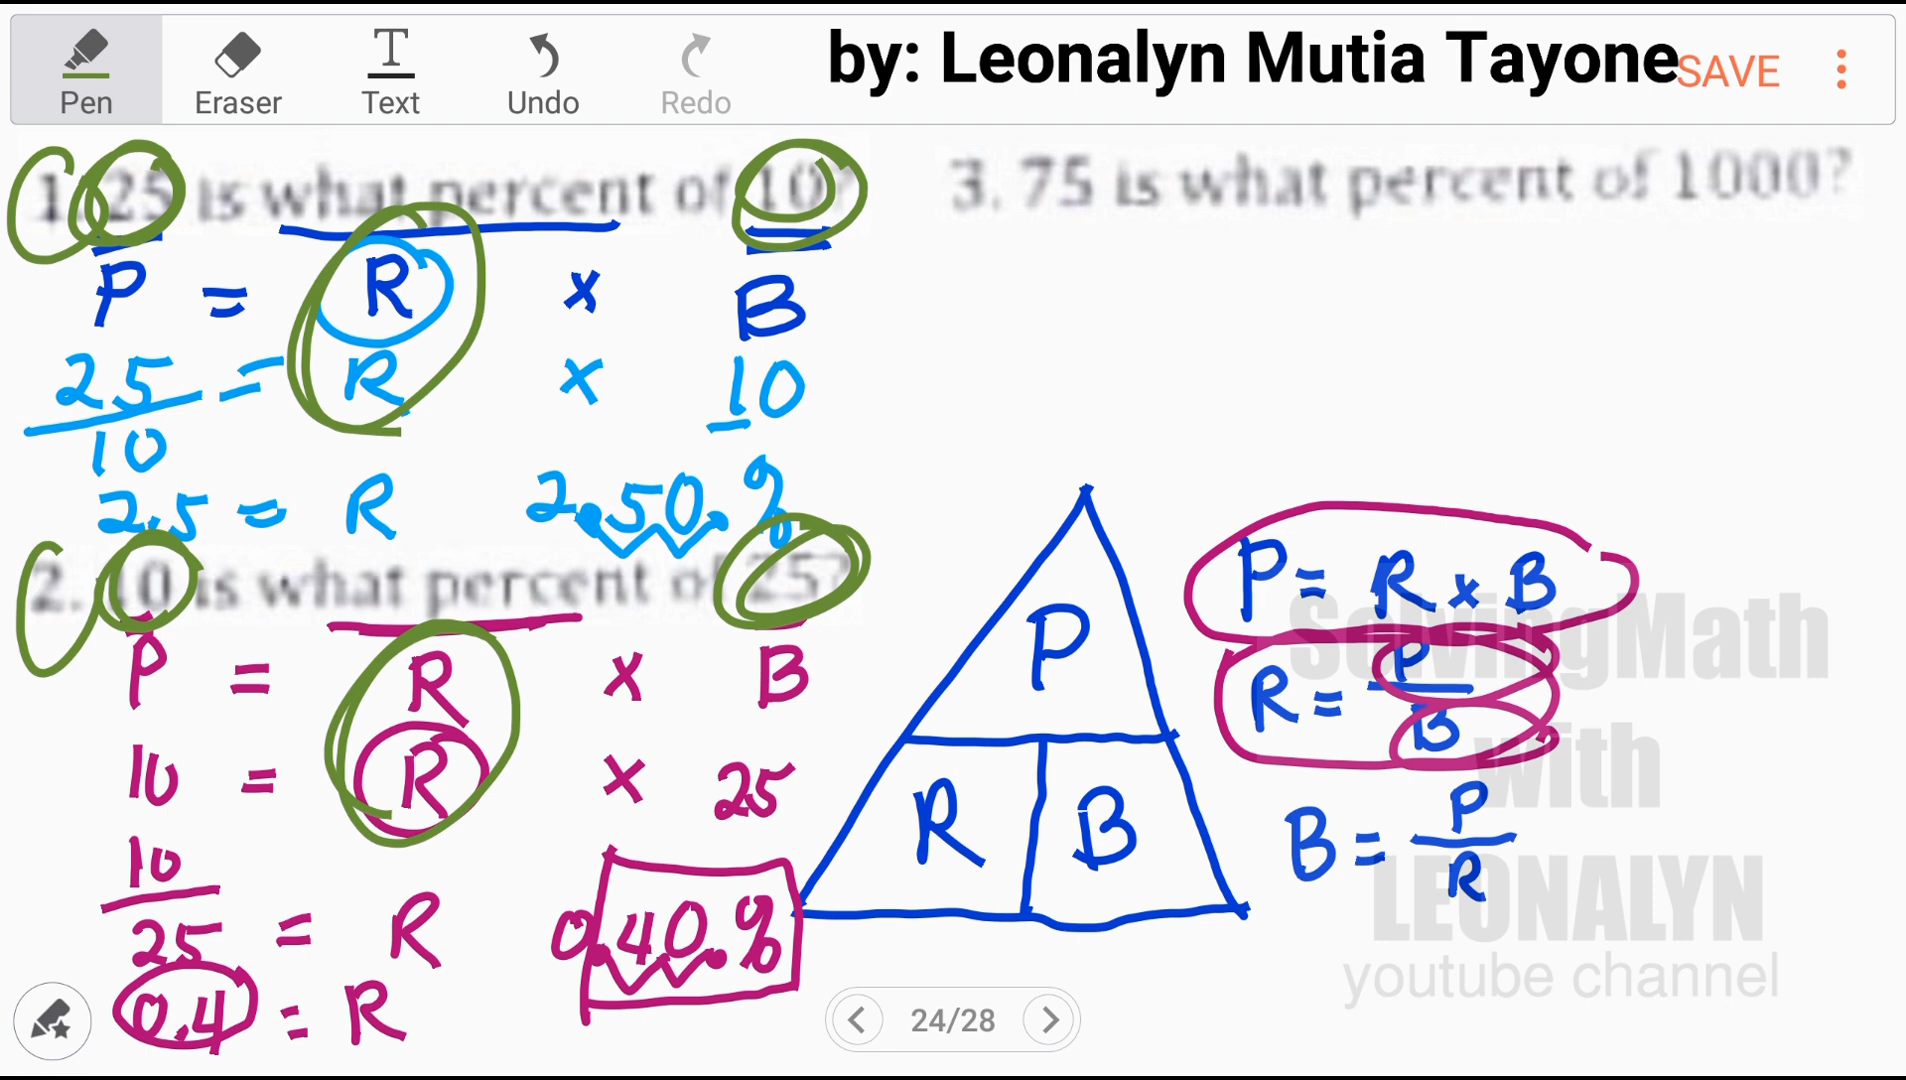 Pen Eraser Text Undo Redo by: Leonalyn Mutia Tayone SAVE
1. 25 is what percent of 10?
P = R × B
25 = R × 10
10
2.5 = R 2.50.%
2. 10 is what percent of 25?
P = R × B
10 = R × 25
10
25 = R 0.40.%
0.4 = R
3. 75 is what percent of 1000?
P
R B
P = R × B
R = P
B
B = P
R
SolvingMath
with
LEONALYN
youtube channel
24/28